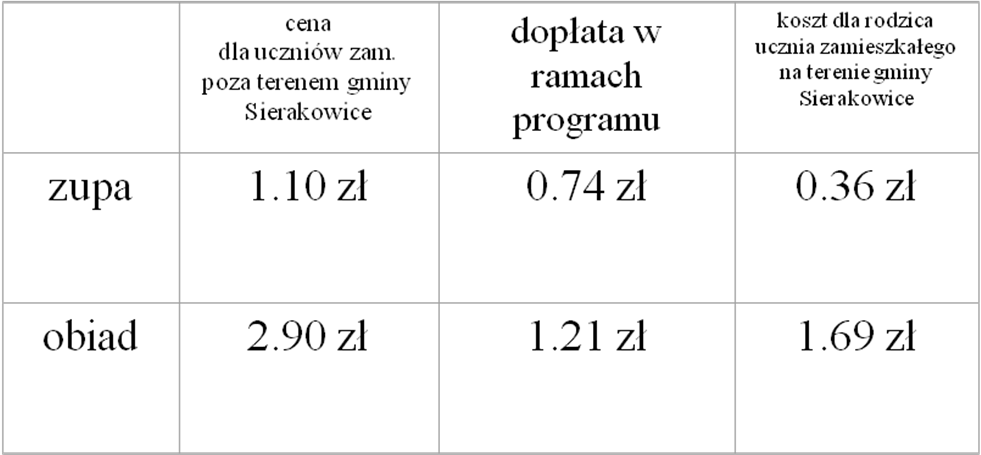 cena
dla uczniów zam.
poza terenem gminy
Sierakowice
dopłata w
ramach
programu
koszt dla rodzica
ucznia zamieszkałego
na terenie gminy
Sierakowice
zupa 1.10 zł 0.74 zł 0.36 zł
obiad 2.90 zł 1.21 zł 1.69 zł